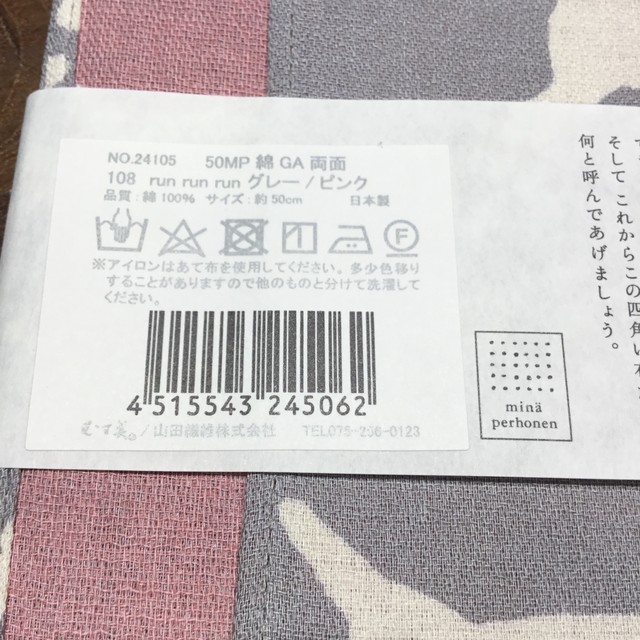 NO.24105 50MP 綿 GA 両面
108 run run run グレー / ピンク
品質 : 綿 100% サイズ : 約 50cm 日本製
※アイロンはあて布を使用してください。多少色移り
することがありますので他のものと分けて洗濯して
ください。
4 515543 245062
む す 美。/ 山田繊維株式会社 TEL075-256-0123
そして これからこの四角い
何と呼んであげましょう。
minä
perhonen